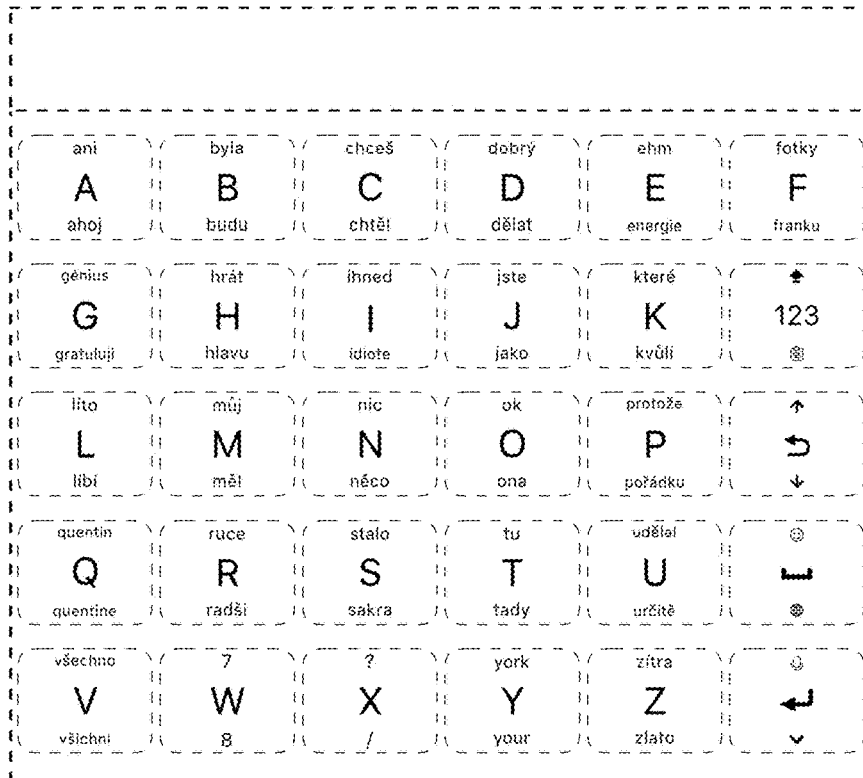 ani byla chceš dobrý ehm fotky
A B C D E F
ahoj budu chtěl dělat energie franku
génius hrát ihned jste které
G H I J K 123
gratuluji hlavu idiote jako kvůli
líto můj nic ok protože
L M N O P
líbí měl něco ona pořádku
quentin ruce stalo tu udělal
Q R S T U
quentine radši sakra tady určitě
všechno 7 ? york zítra
V W X Y Z
všichni 8 / your zlato